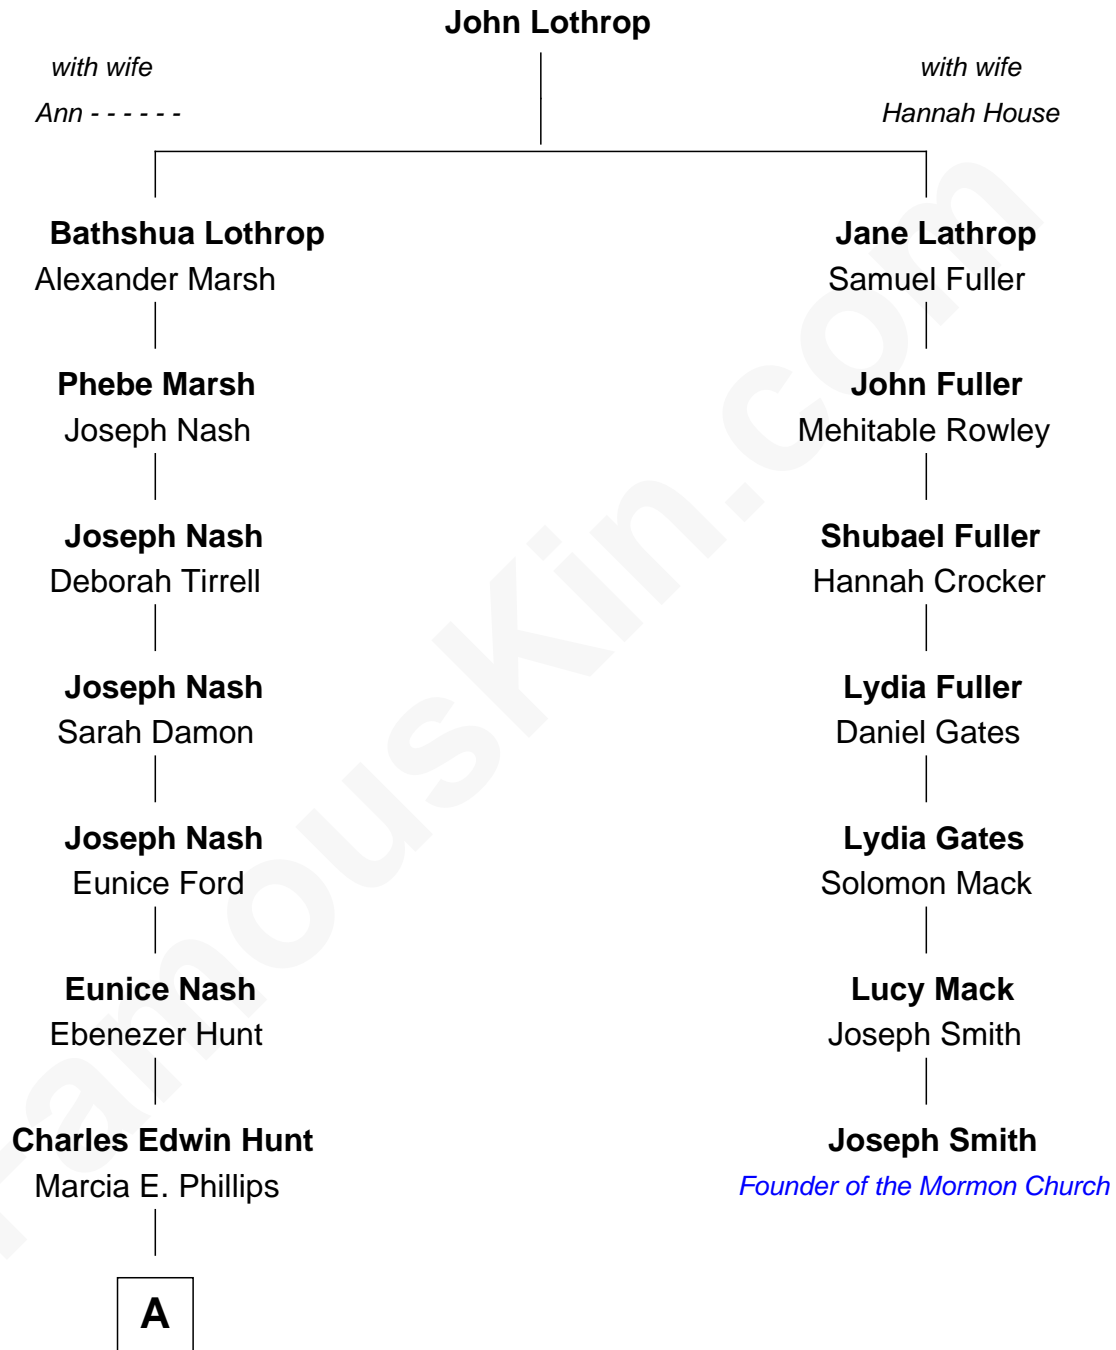 John Lothrop
with wife
Ann - - - - - -
with wife
Hannah House
Bathshua Lothrop
Alexander Marsh
Jane Lathrop
Samuel Fuller
Phebe Marsh
Joseph Nash
John Fuller
Mehitable Rowley
Joseph Nash
Deborah Tirrell
Shubael Fuller
Hannah Crocker
Joseph Nash
Sarah Damon
Lydia Fuller
Daniel Gates
Joseph Nash
Eunice Ford
Lydia Gates
Solomon Mack
Eunice Nash
Ebenezer Hunt
Lucy Mack
Joseph Smith
Charles Edwin Hunt
Marcia E. Phillips
Joseph Smith
Founder of the Mormon Church
A
FamousKin.com